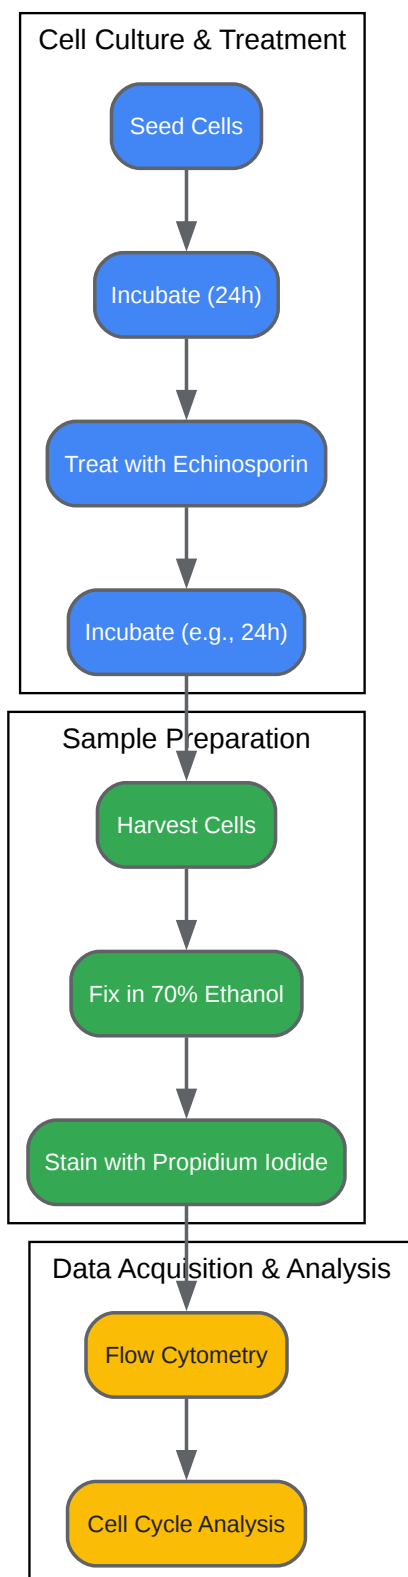 Cell Culture & Treatment
Seed Cells
Incubate (24h)
Treat with Echinosporin
Incubate (e.g., 24h)
Sample Preparation
Harvest Cells
Fix in 70% Ethanol
Stain with Propidium Iodide
Data Acquisition & Analysis
Flow Cytometry
Cell Cycle Analysis